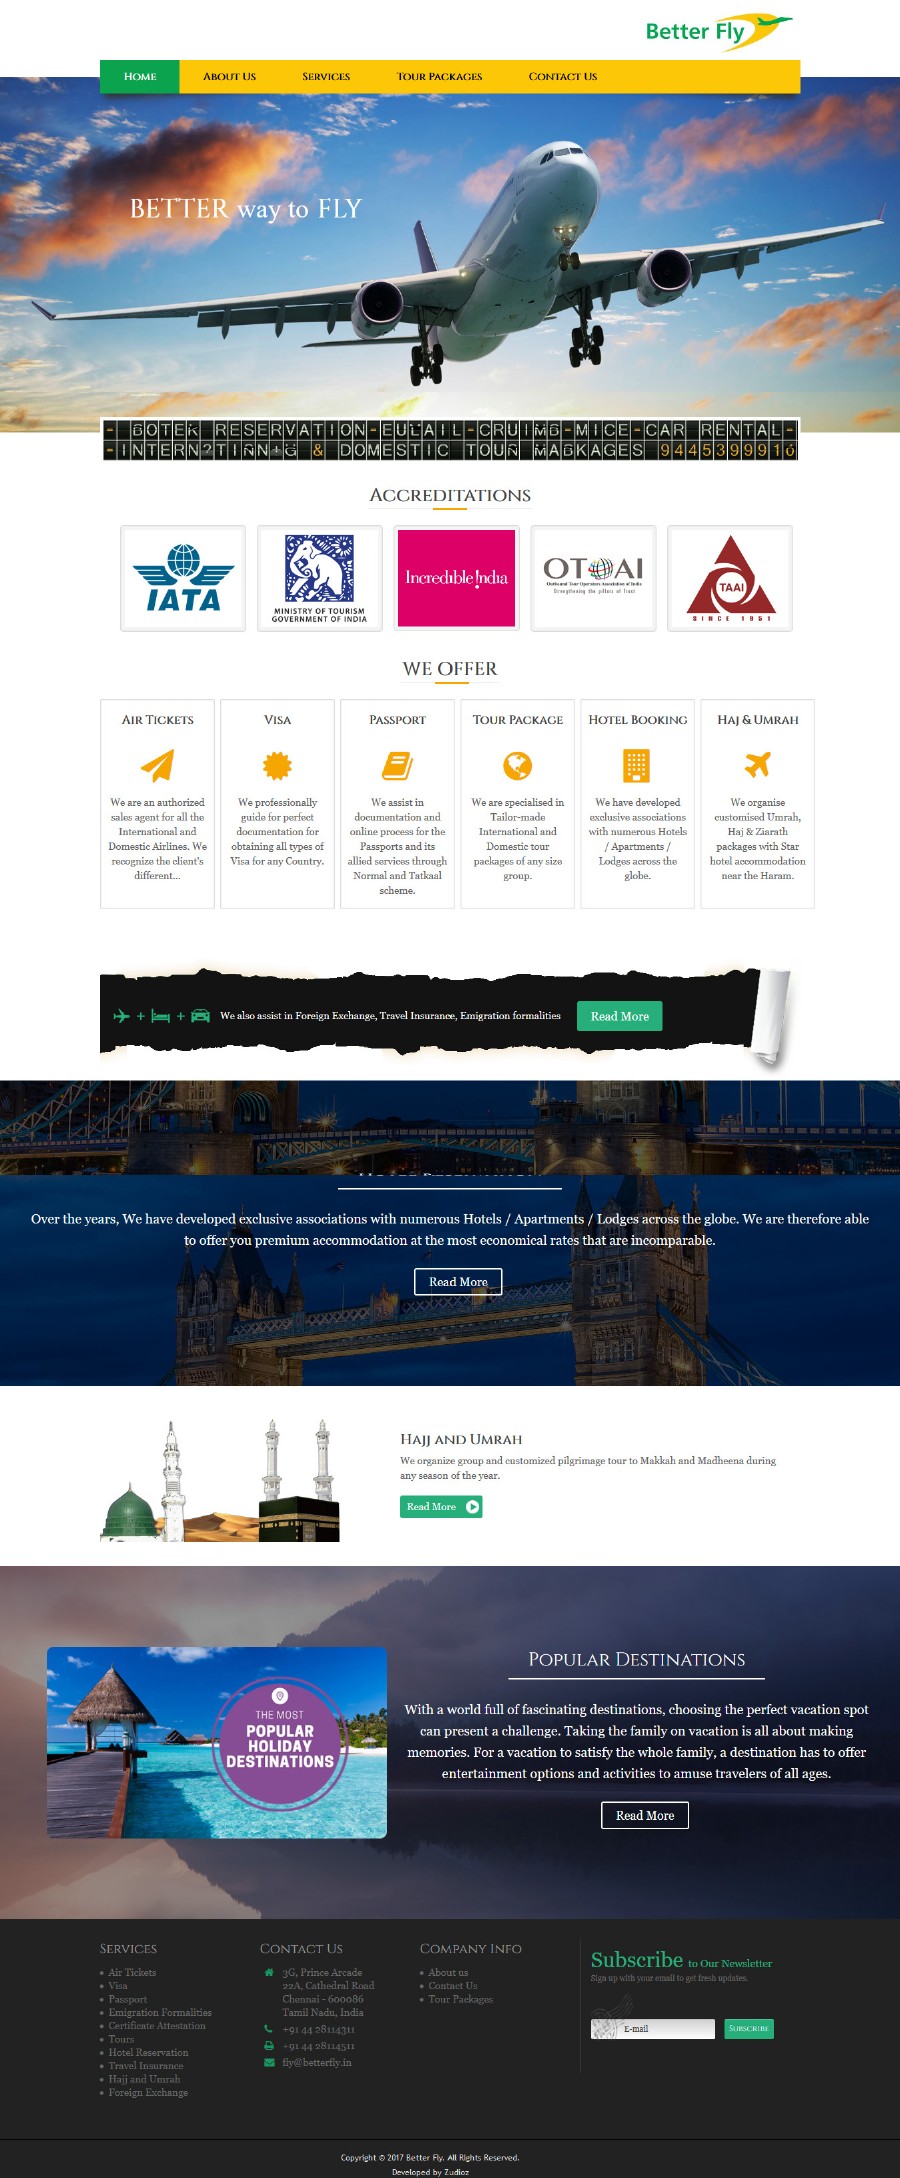 Better Fly
Home
About Us
Services
Tour Packages
Contact Us
BETTER way to FLY
- BOTEK RESERVATION-EULAIL-CRUIMB-MICE-CAR RENTAL-
& DOMESTIC TOUR MADKAGES 9445399916
Accreditations
IATA
MINISTRY OF TOURISM
GOVERNMENT OF INDIA
Incredible !ndia
OTOAI
Outbound Tour Operators Association of India
Strengthening the pillars of Trust
TAAI
SINCE 1951
WE OFFER
Air Tickets
We are an authorized
sales agent for all the
International and
Domestic Airlines. We
recognize the client's
different...
Visa
We professionally
guide for perfect
documentation for
obtaining all types of
Visa for any Country.
Passport
We assist in
documentation and
online process for the
Passports and its
allied services through
Normal and Tatkaal
scheme.
Tour Package
We are specialised in
Tailor-made
International and
Domestic tour
packages of any size
group.
Hotel Booking
We have developed
exclusive associations
with numerous Hotels
/ Apartments /
Lodges across the
globe.
Haj & Umrah
We organise
customised Umrah,
Haj & Ziarath
packages with Star
hotel accommodation
near the Haram.
We also assist in Foreign Exchange, Travel Insurance, Emigration formalities
Read More
Over the years, We have developed exclusive associations with numerous Hotels / Apartments / Lodges across the globe. We are therefore able
to offer you premium accommodation at the most economical rates that are incomparable.
Read More
Hajj and Umrah
We organize group and customized pilgrimage tour to Makkah and Madheena during
any season of the year.
Read More
THE MOST
POPULAR
HOLIDAY
DESTINATIONS
Popular Destinations
With a world full of fascinating destinations, choosing the perfect vacation spot
can present a challenge. Taking the family on vacation is all about making
memories. For a vacation to satisfy the whole family, a destination has to offer
entertainment options and activities to amuse travelers of all ages.
Read More
Services
Air Tickets
Visa
Passport
Emigration Formalities
Certificate Attestation
Tours
Hotel Reservation
Travel Insurance
Hajj and Umrah
Foreign Exchange
Contact Us
3G, Prince Arcade
22A, Cathedral Road
Chennai - 600086
Tamil Nadu, India
+91 44 28114311
+91 44 28114511
fly@betterfly.in
Company Info
About us
Contact Us
Tour Packages
Subscribe to Our Newsletter
Sign up with your email to get fresh updates.
E-mail
Subscribe
Copyright © 2017 Better Fly. All Rights Reserved.
Developed by Zudioz